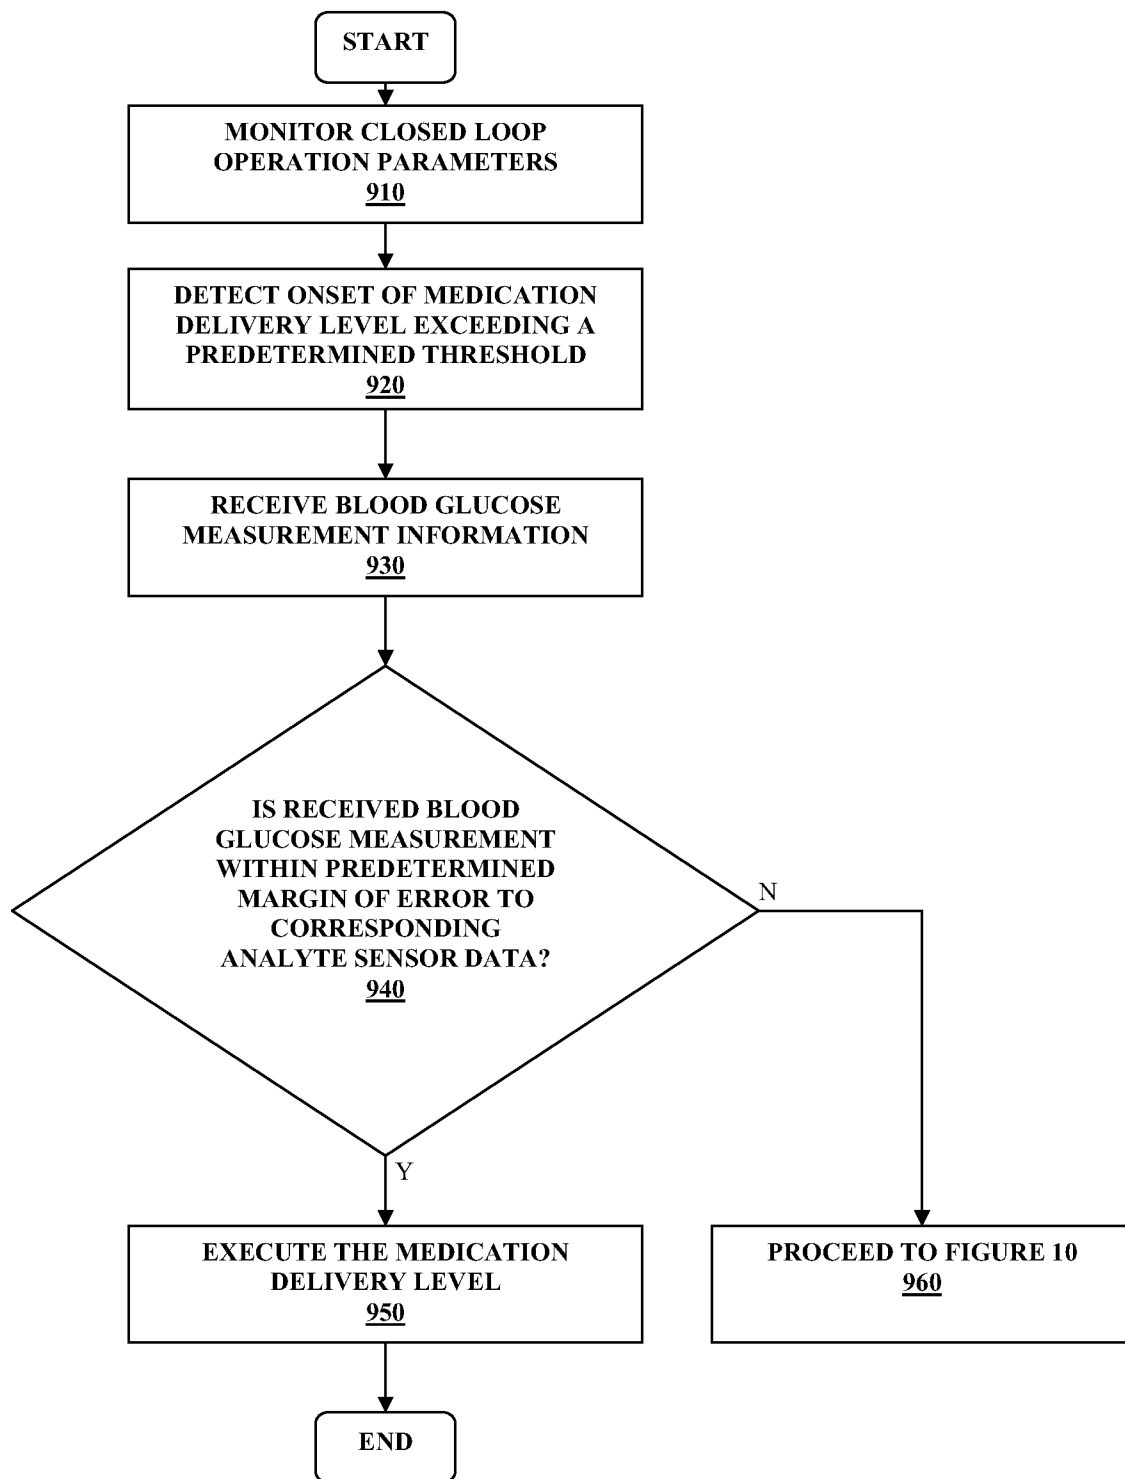 START
MONITOR CLOSED LOOP
OPERATION PARAMETERS
910
DETECT ONSET OF MEDICATION
DELIVERY LEVEL EXCEEDING A
PREDETERMINED THRESHOLD
920
RECEIVE BLOOD GLUCOSE
MEASUREMENT INFORMATION
930
IS RECEIVED BLOOD
GLUCOSE MEASUREMENT
WITHIN PREDETERMINED
MARGIN OF ERROR TO
CORRESPONDING
ANALYTE SENSOR DATA?
940
N
Y
EXECUTE THE MEDICATION
DELIVERY LEVEL
950
PROCEED TO FIGURE 10
960
END